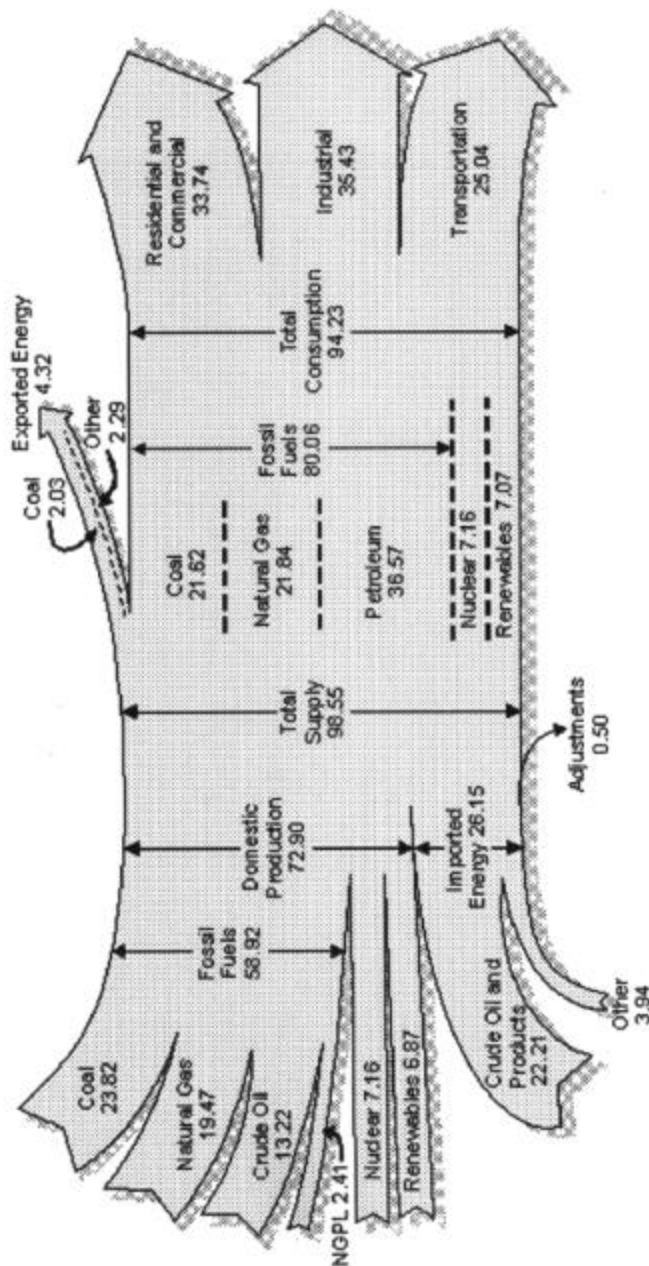 Coal
23.82
Natural Gas
19.47
Crude Oil
13.22
NGPL 2.41
Nuclear 7.16
Renewables 6.87
Crude Oil and
Products
22.21
Other
3.94
Fossil
Fuels
58.92
Domestic
Production
72.90
Imported
Energy 26.15
Adjustments
0.50
Total
Supply
98.55
Coal
2.03
Exported Energy
4.32
Other
2.29
Coal
21.62
Natural Gas
21.84
Petroleum
36.57
Nuclear 7.16
Renewables 7.07
Fossil
Fuels
80.06
Total
Consumption
94.23
Residential and
Commercial
33.74
Industrial
35.43
Transportation
25.04